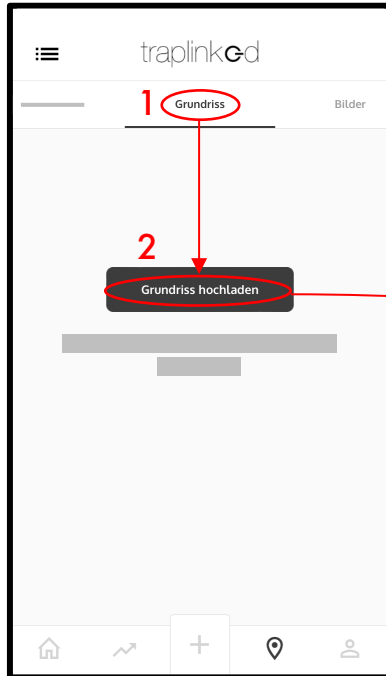 traplinked
1
Grundriss
Bilder
2
Grundriss hochladen